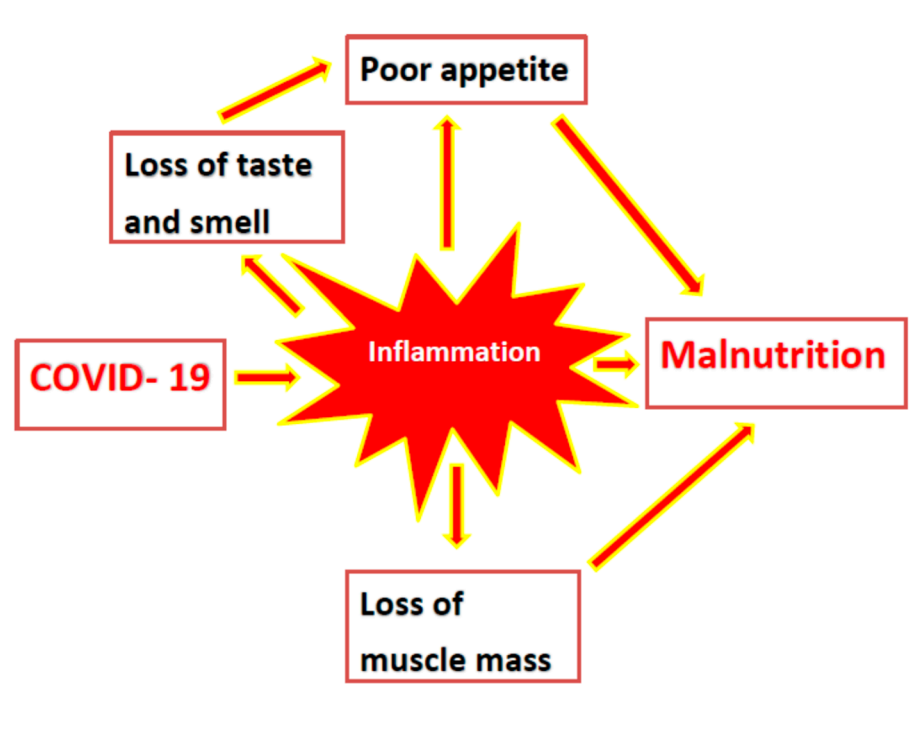 Poor appetite
Loss of taste
and smell
Inflammation
COVID- 19
Malnutrition
Loss of
muscle mass